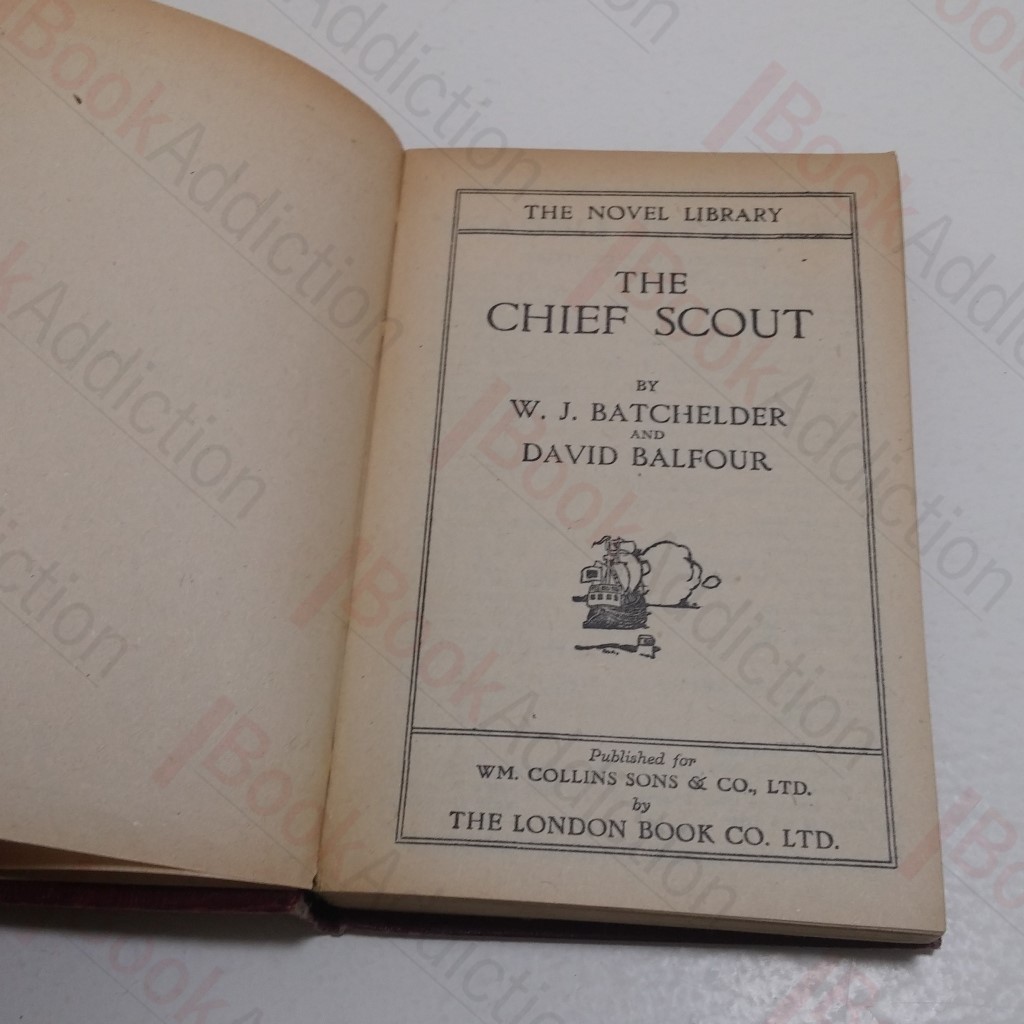 THE NOVEL LIBRARY
THE
CHIEF SCOUT
BY
W. J. BATCHELDER
AND
DAVID BALFOUR
Published for
WM. COLLINS SONS & CO., LTD.
by
THE LONDON BOOK CO. LTD.
BookAddiction